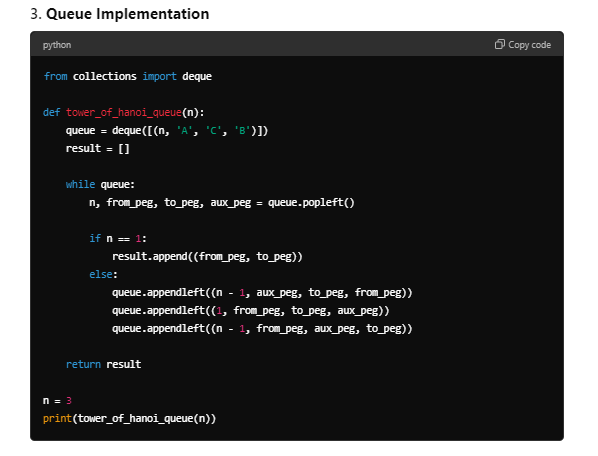 3. Queue Implementation
python
Copy code
from collections import deque
def tower_of_hanoi_queue(n):
    queue = deque([(n, 'A', 'C', 'B')])
    result = []
    while queue:
        n, from_peg, to_peg, aux_peg = queue.popleft()
        if n == 1:
            result.append((from_peg, to_peg))
        else:
            queue.appendleft((n - 1, aux_peg, to_peg, from_peg))
            queue.appendleft((1, from_peg, to_peg, aux_peg))
            queue.appendleft((n - 1, from_peg, aux_peg, to_peg))
    return result
n = 3
print(tower_of_hanoi_queue(n))